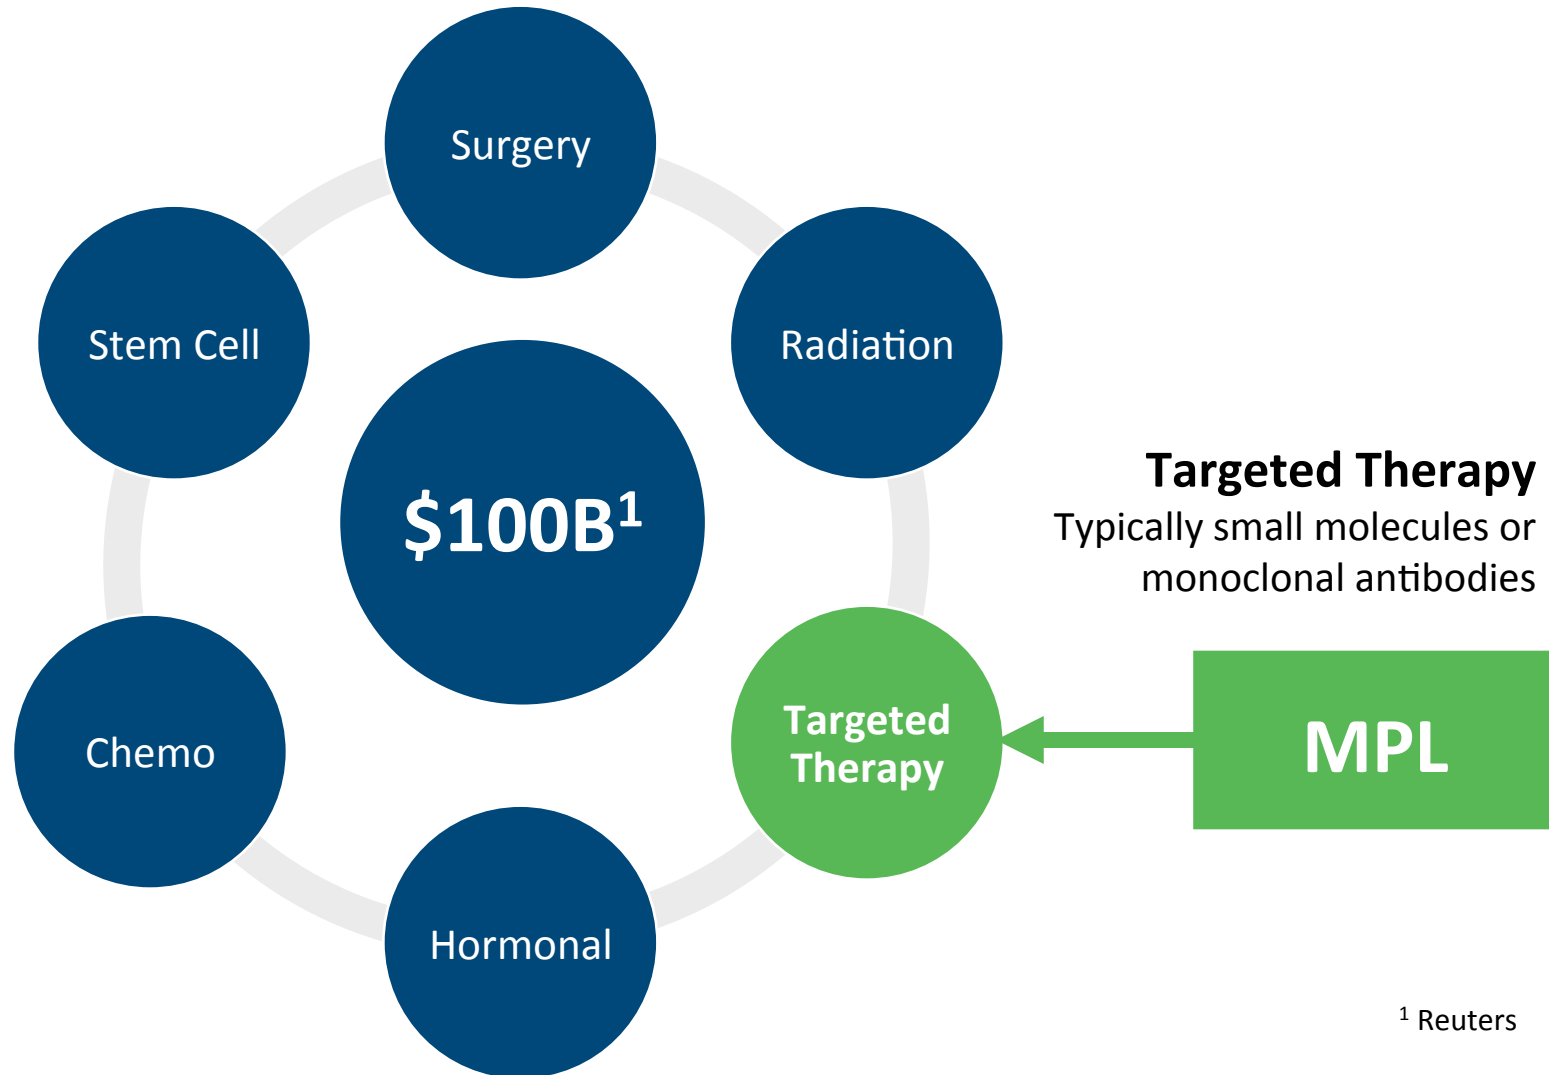 Surgery
Stem Cell
Radiation
$100B¹
Targeted Therapy
Typically small molecules or
monoclonal antibodies
Targeted
Therapy
MPL
Chemo
Hormonal
¹ Reuters